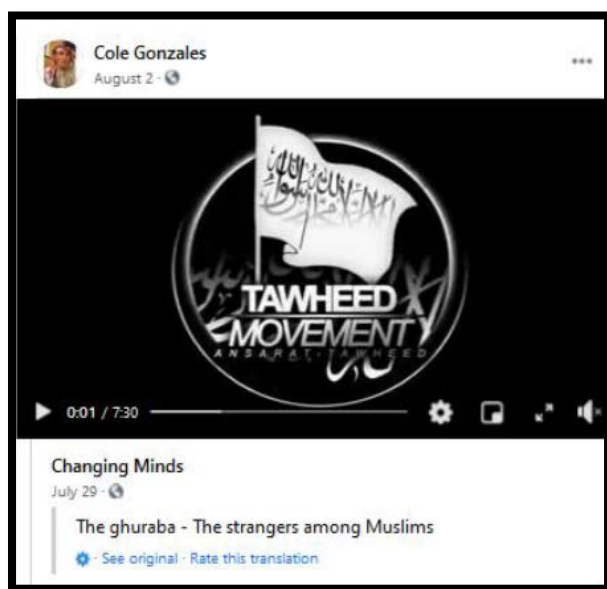 Cole Gonzales
August 2 ·
TAWHEED
MOVEMENT
ANSARAT-TAWHEED
0:01 / 7:30
Changing Minds
July 29 ·
The ghuraba - The strangers among Muslims
· See original · Rate this translation